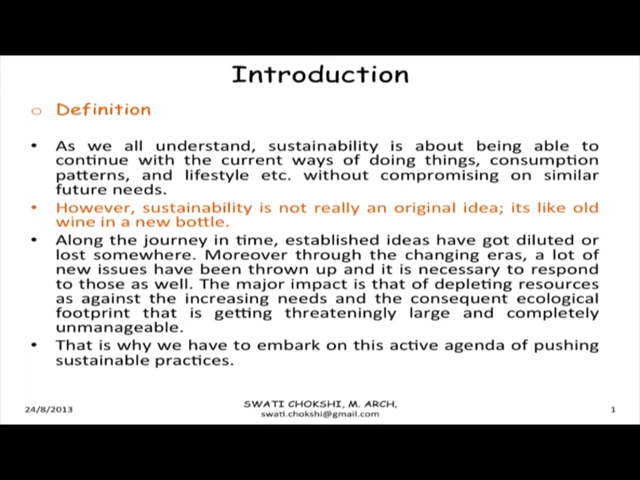 Introduction
o Definition
• As we all understand, sustainability is about being able to
continue with the current ways of doing things, consumption
patterns, and lifestyle etc. without compromising on similar
future needs.
• However, sustainability is not really an original idea; its like old
wine in a new bottle.
• Along the journey in time, established ideas have got diluted or
lost somewhere. Moreover through the changing eras, a lot of
new issues have been thrown up and it is necessary to respond
to those as well. The major impact is that of depleting resources
as against the increasing needs and the consequent ecological
footprint that is getting threateningly large and completely
unmanageable.
• That is why we have to embark on this active agenda of pushing
sustainable practices.
24/8/2013
SWATI CHOKSHI, M. ARCH,
swati.chokshi@gmail.com
1